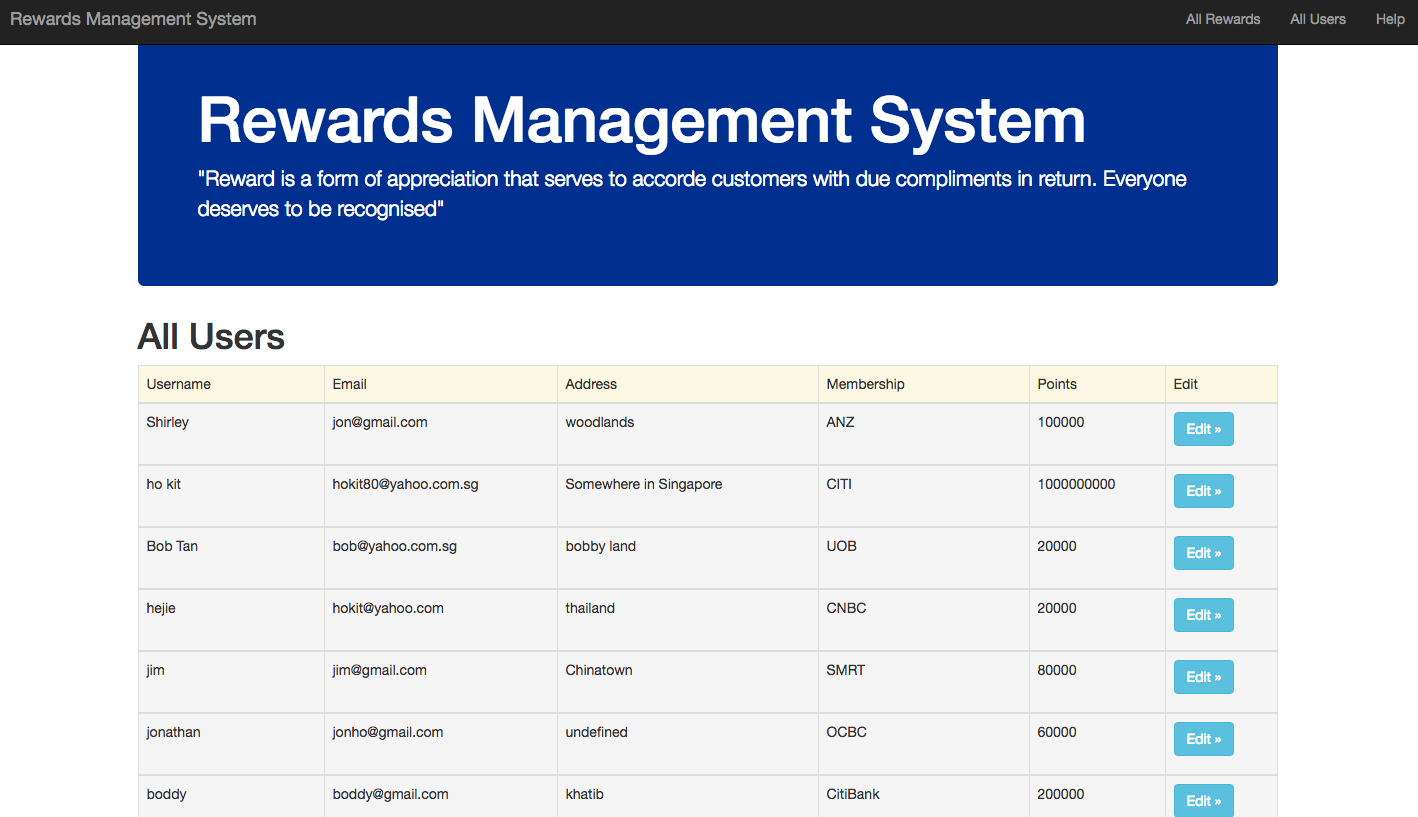 Rewards Management System All Rewards All Users Help
Rewards Management System
"Reward is a form of appreciation that serves to accorde customers with due compliments in return. Everyone
deserves to be recognised"
All Users
Username Email Address Membership Points Edit
Shirley jon@gmail.com woodlands ANZ 100000 Edit »
ho kit hokit80@yahoo.com.sg Somewhere in Singapore CITI 1000000000 Edit »
Bob Tan bob@yahoo.com.sg bobby land UOB 20000 Edit »
hejie hokit@yahoo.com thailand CNBC 20000 Edit »
jim jim@gmail.com Chinatown SMRT 80000 Edit »
jonathan jonho@gmail.com undefined OCBC 60000 Edit »
boddy boddy@gmail.com khatib CitiBank 200000 Edit »